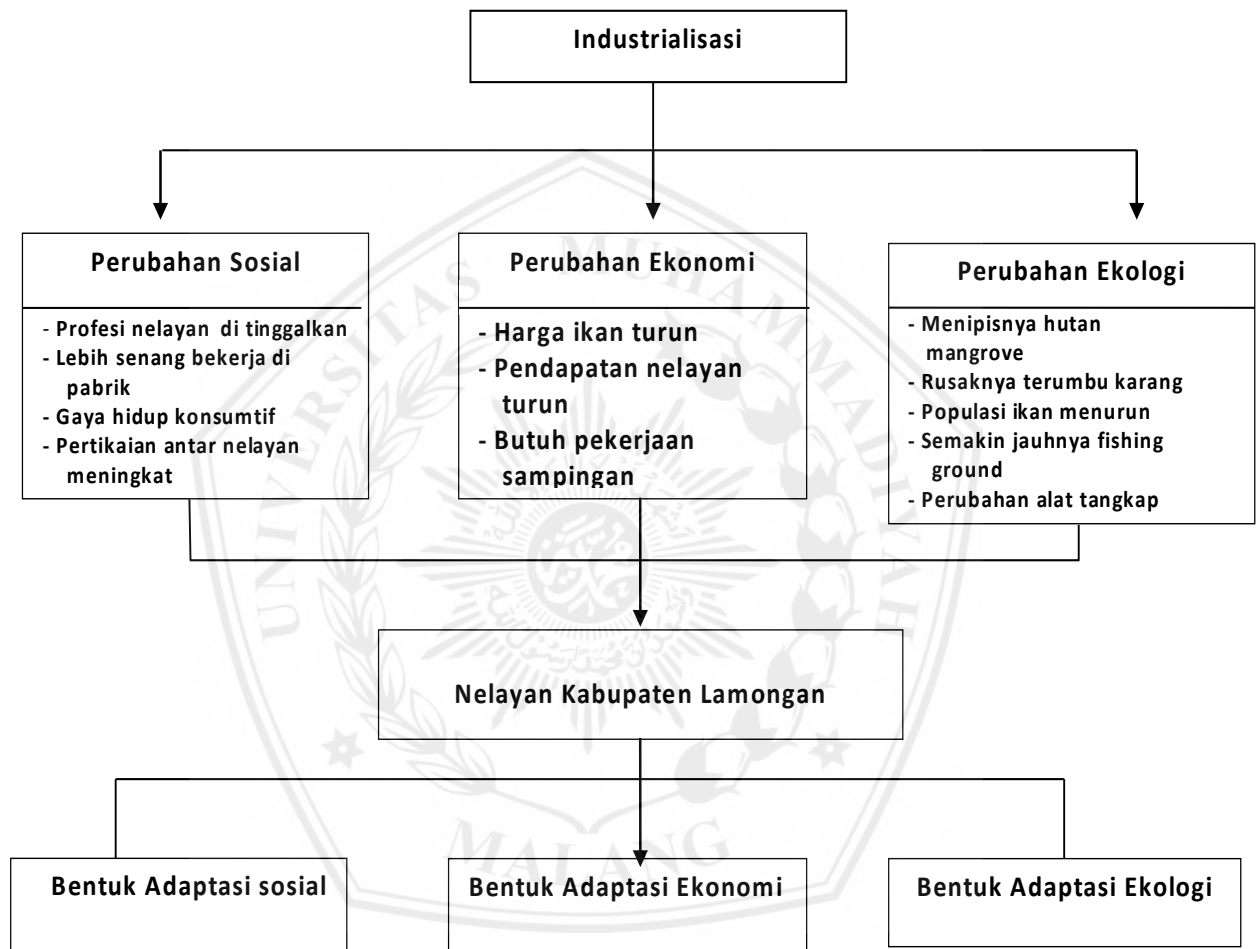 Industrialisasi
Perubahan Sosial
- Profesi nelayan di tinggalkan
- Lebih senang bekerja di
pabrik
- Gaya hidup konsumtif
- Pertikaian antar nelayan
meningkat
Perubahan Ekonomi
- Harga ikan turun
- Pendapatan nelayan
turun
- Butuh pekerjaan
sampingan
Perubahan Ekologi
- Menipisnya hutan
mangrove
- Rusaknya terumbu karang
- Populasi ikan menurun
- Semakin jauhnya fishing
ground
- Perubahan alat tangkap
Nelayan Kabupaten Lamongan
Bentuk Adaptasi sosial
Bentuk Adaptasi Ekonomi
Bentuk Adaptasi Ekologi
UNIVERSITAS MUHAMMADIYAH
MALANG